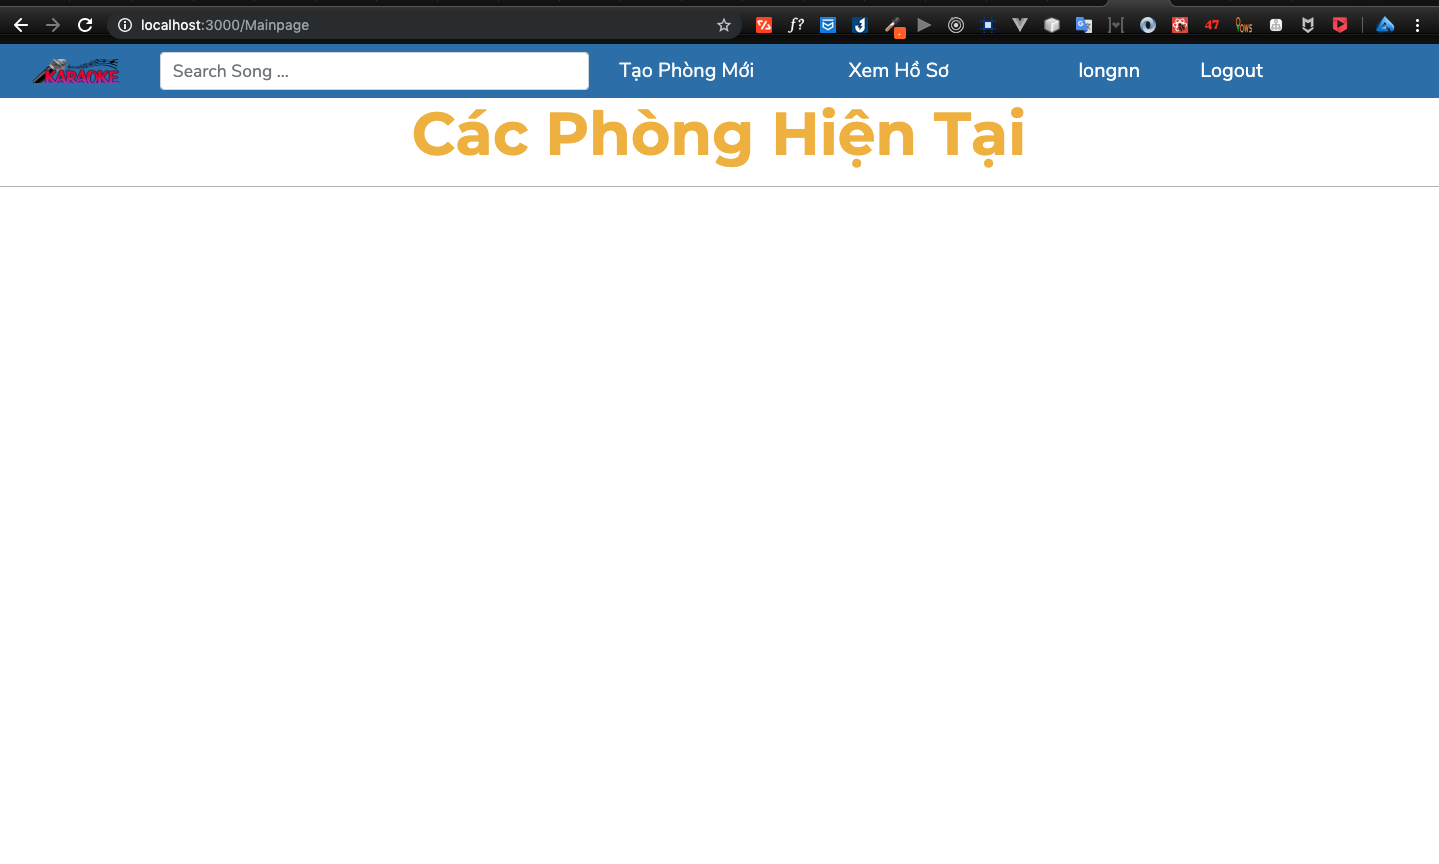 localhost:3000/Mainpage
f?
47
KARAOKE
Search Song ...
Tạo Phòng Mới
Xem Hồ Sơ
longnn
Logout
Các Phòng Hiện Tại